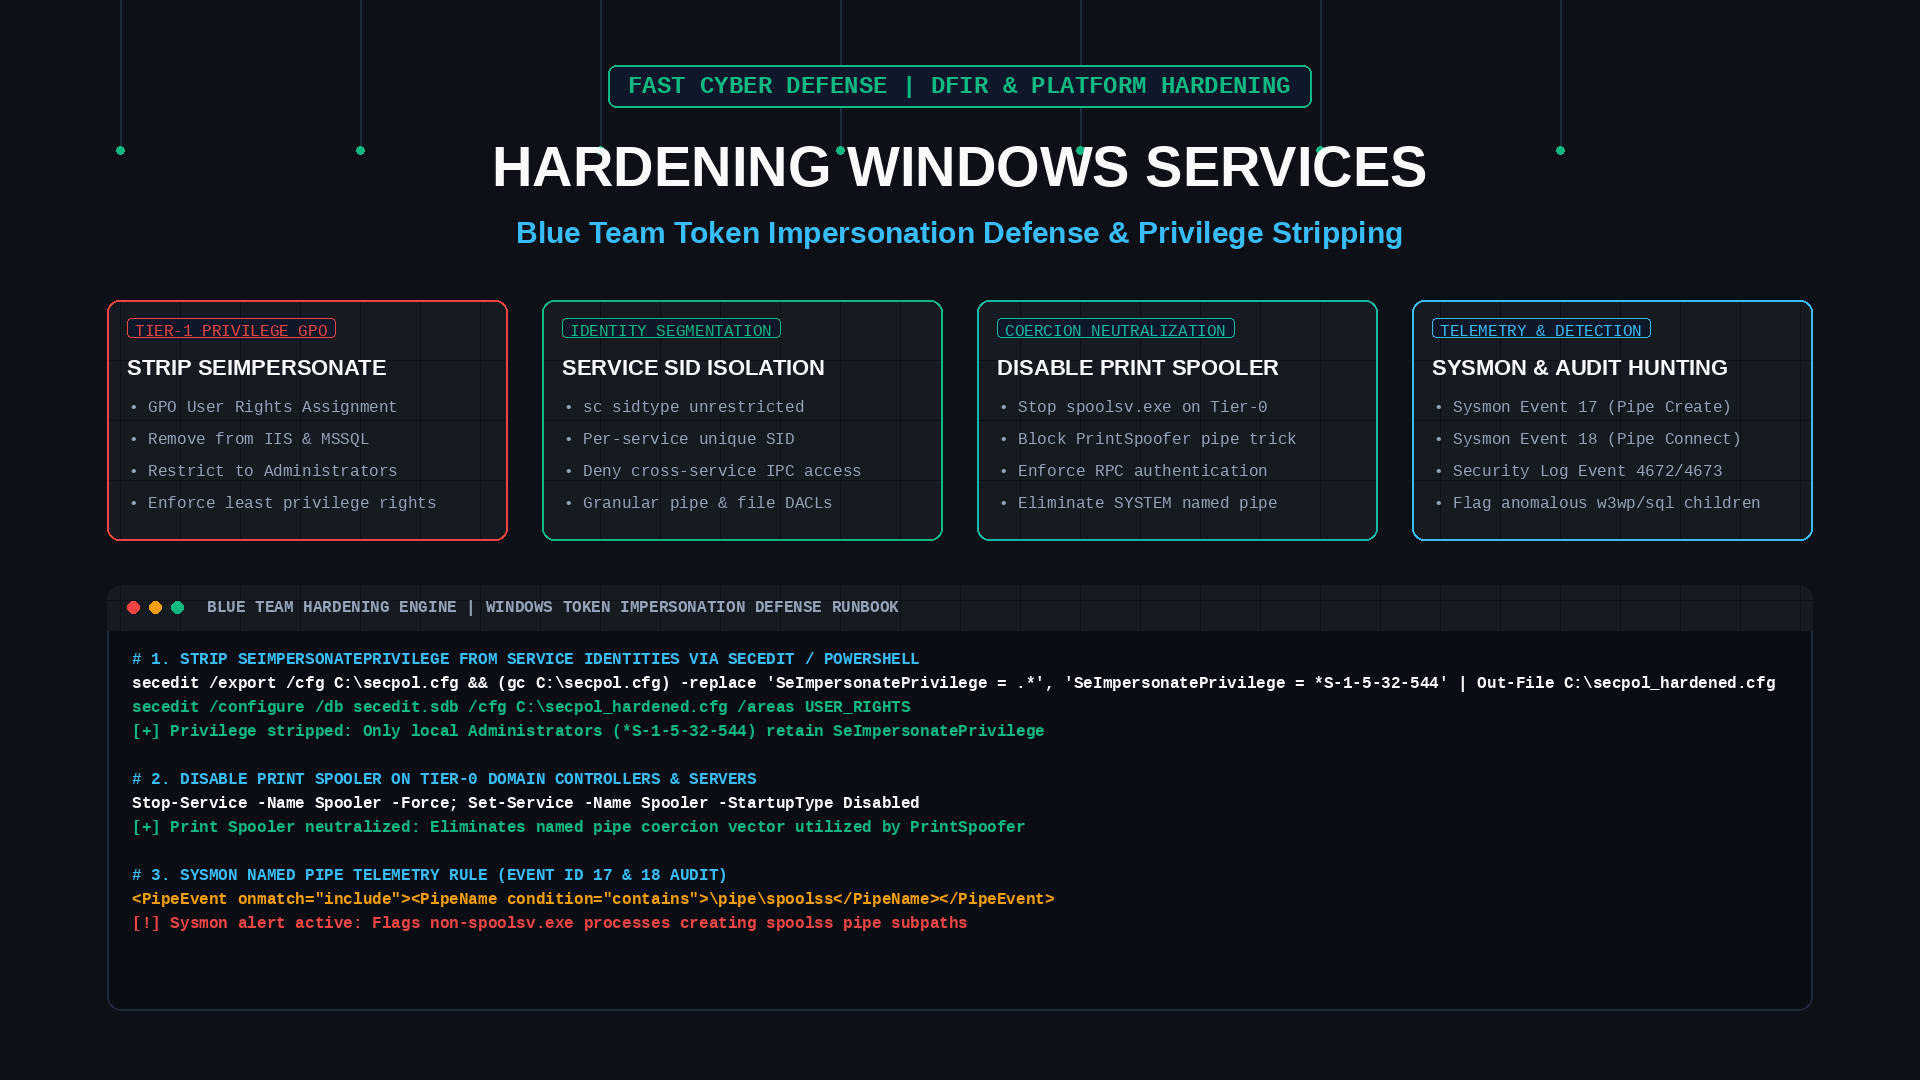 FAST CYBER DEFENSE | DFIR & PLATFORM HARDENING
HARDENING WINDOWS SERVICES
Blue Team Token Impersonation Defense & Privilege Stripping
TIER-1 PRIVILEGE GPO
STRIP SEIMPERSONATE
• GPO User Rights Assignment
• Remove from IIS & MSSQL
• Restrict to Administrators
• Enforce least privilege rights
IDENTITY SEGMENTATION
SERVICE SID ISOLATION
• sc sidtype unrestricted
• Per-service unique SID
• Deny cross-service IPC access
• Granular pipe & file DACLs
COERCION NEUTRALIZATION
DISABLE PRINT SPOOLER
• Stop spoolsv.exe on Tier-0
• Block PrintSpoofer pipe trick
• Enforce RPC authentication
• Eliminate SYSTEM named pipe
TELEMETRY & DETECTION
SYSMON & AUDIT HUNTING
• Sysmon Event 17 (Pipe Create)
• Sysmon Event 18 (Pipe Connect)
• Security Log Event 4672/4673
• Flag anomalous w3wp/sql children
BLUE TEAM HARDENING ENGINE | WINDOWS TOKEN IMPERSONATION DEFENSE RUNBOOK
# 1. STRIP SEIMPERSONATEPRIVILEGE FROM SERVICE IDENTITIES VIA SECEDIT / POWERSHELL
secedit /export /cfg C:\secpol.cfg && (gc C:\secpol.cfg) -replace 'SeImpersonatePrivilege = .*', 'SeImpersonatePrivilege = *S-1-5-32-544' | Out-File C:\secpol_hardened.cfg
secedit /configure /db secedit.sdb /cfg C:\secpol_hardened.cfg /areas USER_RIGHTS
[+] Privilege stripped: Only local Administrators (*S-1-5-32-544) retain SeImpersonatePrivilege
# 2. DISABLE PRINT SPOOLER ON TIER-0 DOMAIN CONTROLLERS & SERVERS
Stop-Service -Name Spooler -Force; Set-Service -Name Spooler -StartupType Disabled
[+] Print Spooler neutralized: Eliminates named pipe coercion vector utilized by PrintSpoofer
# 3. SYSMON NAMED PIPE TELEMETRY RULE (EVENT ID 17 & 18 AUDIT)
<PipeEvent onmatch="include"><PipeName condition="contains">\pipe\spoolss</PipeName></PipeEvent>
[!] Sysmon alert active: Flags non-spoolsv.exe processes creating spoolss pipe subpaths